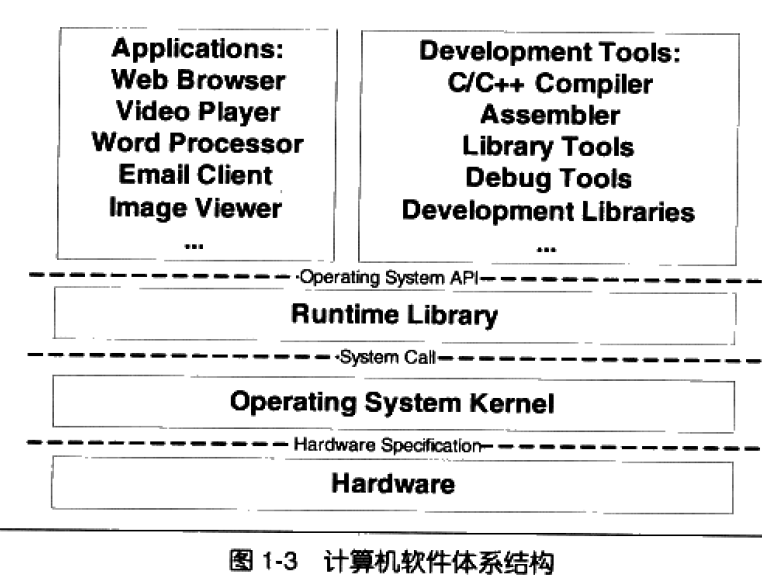 Applications:
Web Browser
Video Player
Word Processor
Email Client
Image Viewer
...
Development Tools:
C/C++ Compiler
Assembler
Library Tools
Debug Tools
Development Libraries
...
Operating System API
Runtime Library
System Call
Operating System Kernel
Hardware Specification
Hardware
图 1-3 计算机软件体系结构